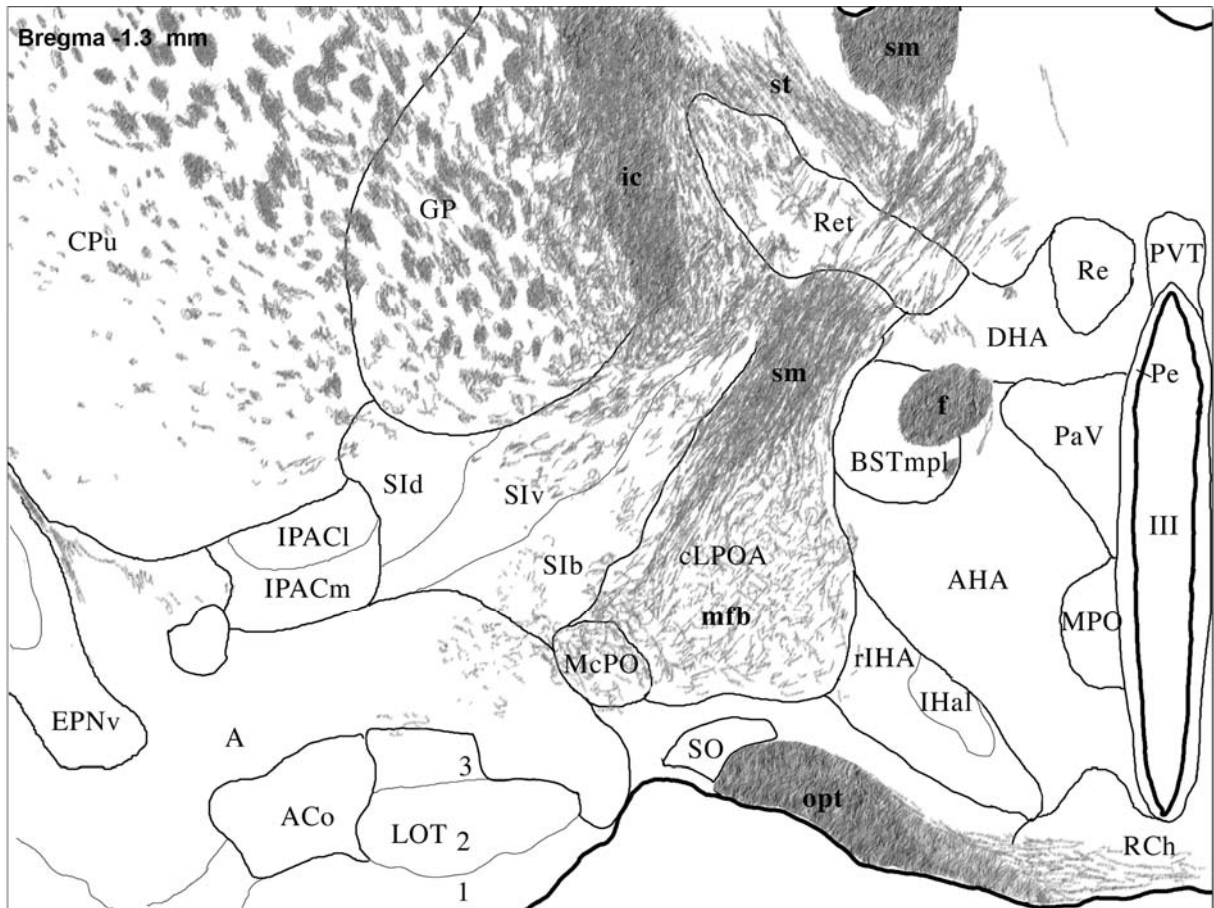 Bregma -1.3 mm
sm
st
ic
GP
CPu
Ret
Re
PVT
DHA
sm
Pe
f
PaV
BSTmpl
SId
SIv
III
IPACl
SIb
cLPOA
AHA
IPACm
mfb
MPO
McPO
rIHA
IHal
EPNv
A
SO
3
opt
ACo
LOT
2
RCh
1